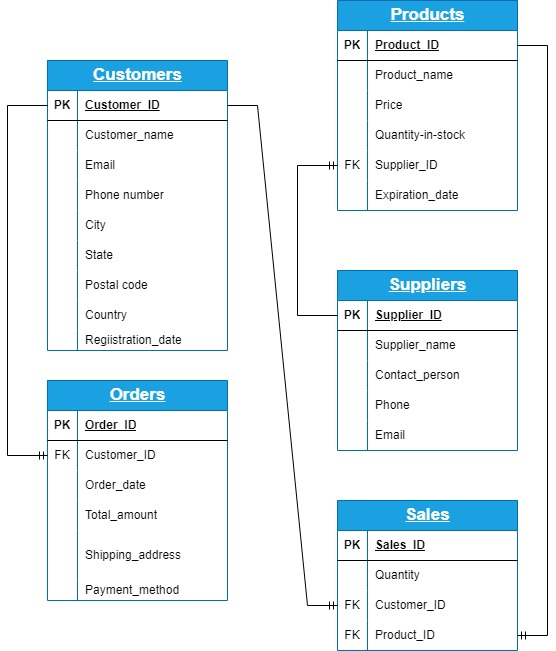 Customers
PK Customer_ID
Customer_name
Email
Phone number
City
State
Postal code
Country
Regiistration_date
Orders
PK Order_ID
FK Customer_ID
Order_date
Total_amount
Shipping_address
Payment_method
Products
PK Product_ID
Product_name
Price
Quantity-in-stock
FK Supplier_ID
Expiration_date
Suppliers
PK Supplier_ID
Supplier_name
Contact_person
Phone
Email
Sales
PK Sales_ID
Quantity
FK Customer_ID
FK Product_ID